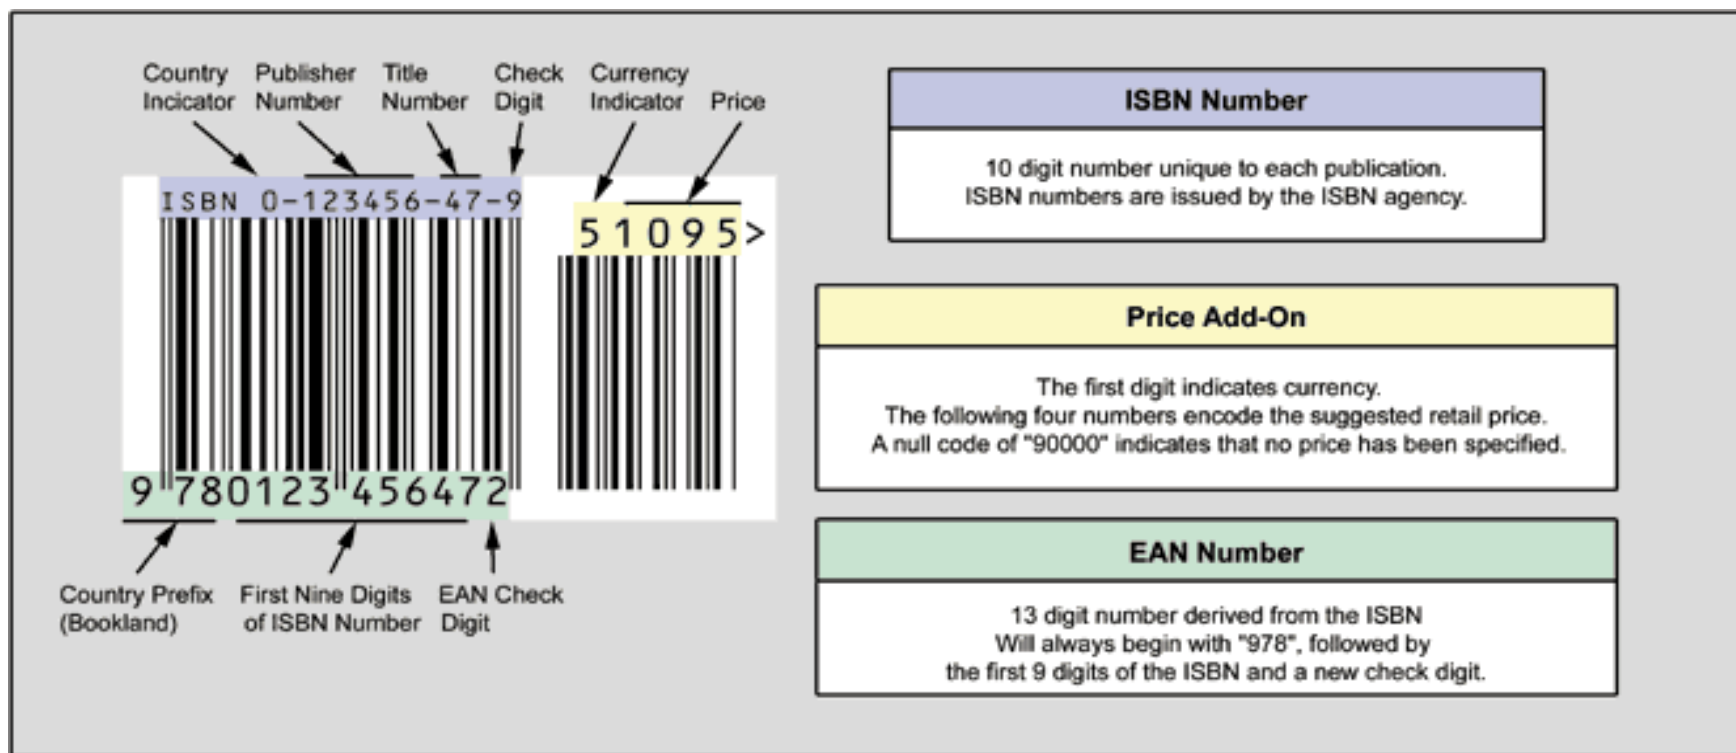 Country Incicator
Publisher Number
Title Number
Check Digit
Currency Indicator
Price
ISBN 0-123456-47-9
51095>
9 780123 456472
Country Prefix
(Bookland)
First Nine Digits
of ISBN Number
EAN Check
Digit
ISBN Number
10 digit number unique to each publication.
ISBN numbers are issued by the ISBN agency.
Price Add-On
The first digit indicates currency.
The following four numbers encode the suggested retail price.
A null code of "90000" indicates that no price has been specified.
EAN Number
13 digit number derived from the ISBN
Will always begin with "978", followed by
the first 9 digits of the ISBN and a new check digit.